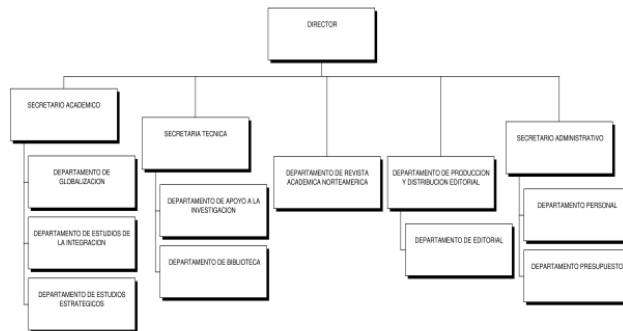 DIRECTOR
SECRETARIO ACADEMICO
SECRETARIA TECNICA
SECRETARIO ADMINISTRATIVO
DEPARTAMENTO DE
GLOBALIZACION
DEPARTAMENTO DE REVISTA
ACADEMICA NORTEAMERICA
DEPARTAMENTO DE PRODUCCION
Y DISTRIBUCION EDITORIAL
DEPARTAMENTO DE APOYO A LA
INVESTIGACION
DEPARTAMENTO PERSONAL
DEPARTAMENTO DE ESTUDIOS DE
LA INTEGRACION
DEPARTAMENTO DE EDITORIAL
DEPARTAMENTO DE BIBLIOTECA
DEPARTAMENTO PRESUPUESTO
DEPARTAMENTO DE ESTUDIOS
ESTRATEGICOS